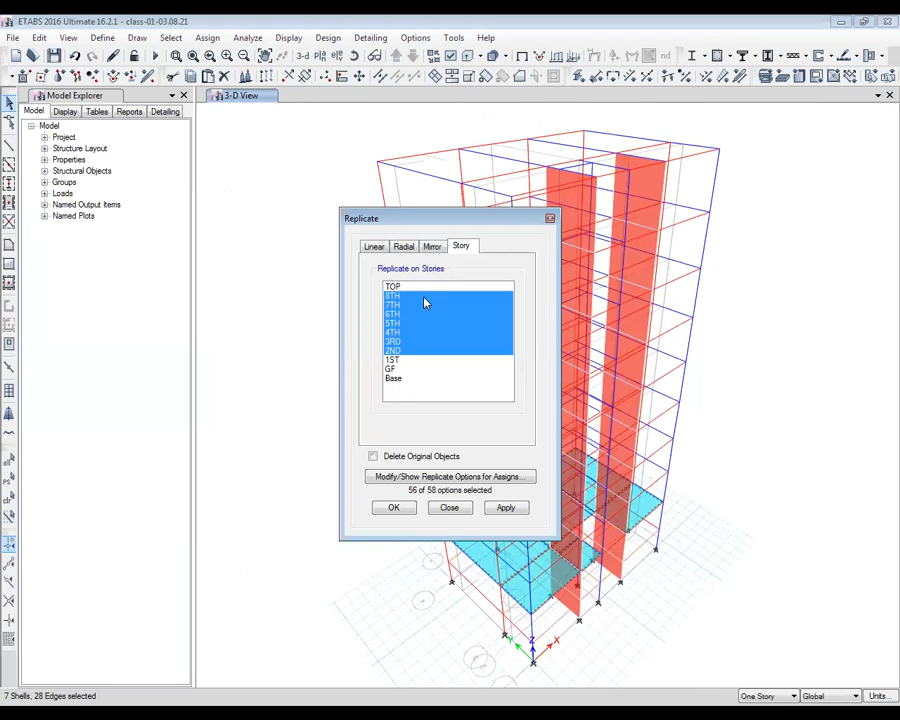 ETABS 2016 Ultimate 16.2.1 - class-01-03.08.21
File Edit View Define Draw Select Assign Analyze Display Design Detailing Options Tools Help
3-d
nd
Model Explorer
3-D View
Model Display Tables Reports Detailing
Model
Project
Structure Layout
Properties
Structural Objects
Groups
Loads
Named Output Items
Named Plots
Replicate
Linear Radial Mirror Story
Replicate on Stories
TOP
8TH
7TH
6TH
5TH
4TH
3RD
2ND
1ST
GF
Base
Delete Original Objects
Modify/Show Replicate Options for Assigns...
56 of 58 options selected
OK Close Apply
Z
Y X
7 Shells, 28 Edges selected
One Story Global Units...